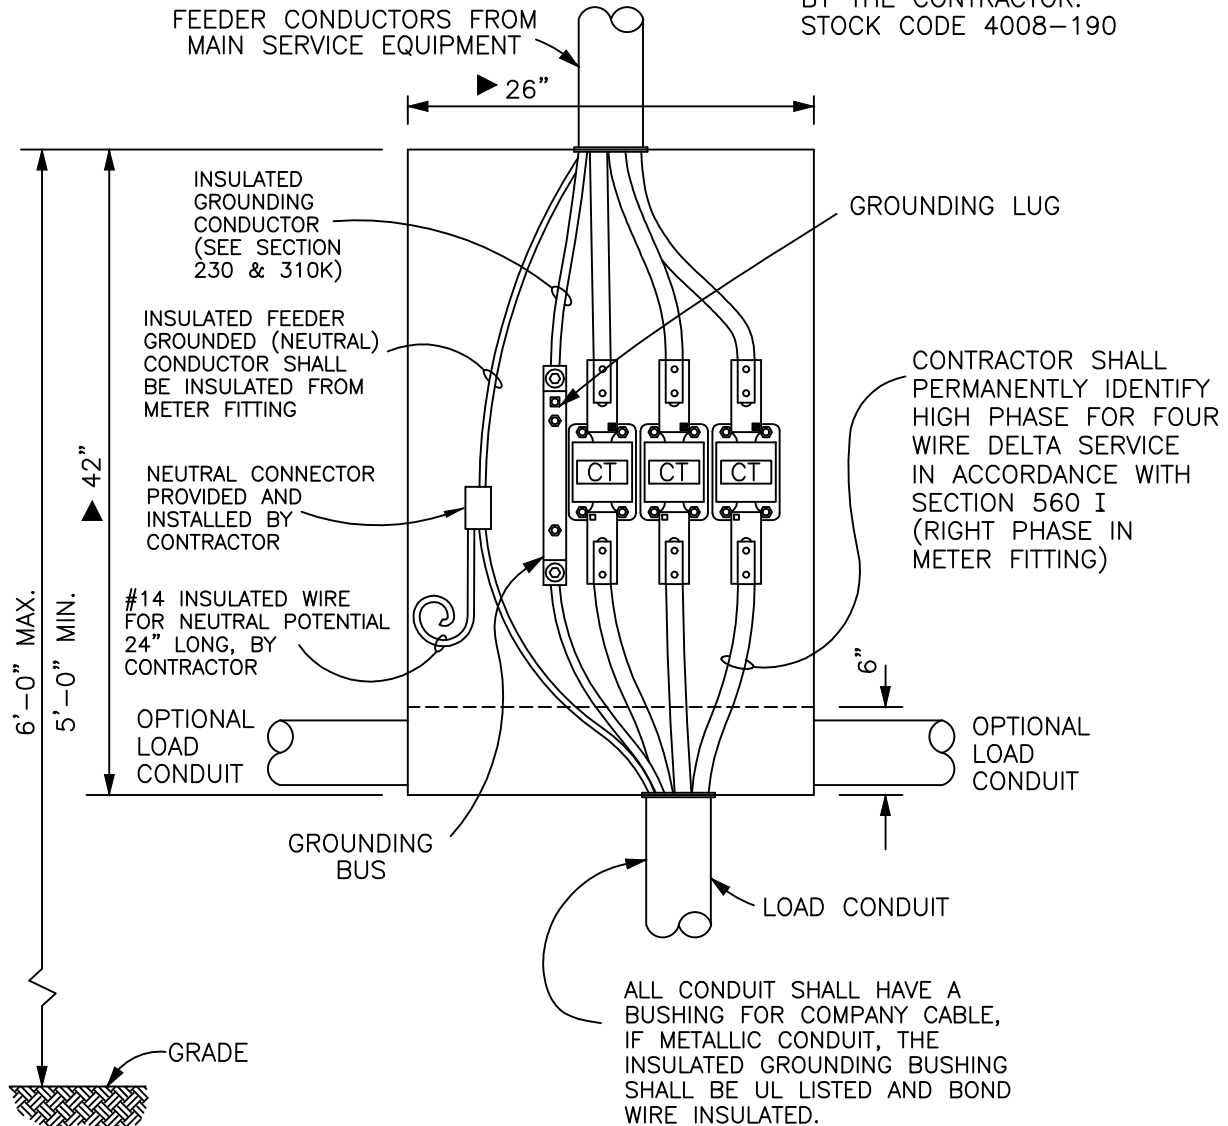 FEEDER CONDUCTORS FROM
MAIN SERVICE EQUIPMENT
BY THE CONTRACTOR.
STOCK CODE 4008-190
▶ 26"
INSULATED
GROUNDING
CONDUCTOR
(SEE SECTION
230 & 310K)
GROUNDING LUG
INSULATED FEEDER
GROUNDED (NEUTRAL)
CONDUCTOR SHALL
BE INSULATED FROM
METER FITTING
CONTRACTOR SHALL
PERMANENTLY IDENTIFY
HIGH PHASE FOR FOUR
WIRE DELTA SERVICE
IN ACCORDANCE WITH
SECTION 560 I
(RIGHT PHASE IN
METER FITTING)
▶ 42"
CT CT CT
NEUTRAL CONNECTOR
PROVIDED AND
INSTALLED BY
CONTRACTOR
#14 INSULATED WIRE
FOR NEUTRAL POTENTIAL
24" LONG, BY
CONTRACTOR
6'-0" MAX.
5'-0" MIN.
6"
OPTIONAL
LOAD
CONDUIT
OPTIONAL
LOAD
CONDUIT
GROUNDING
BUS
LOAD CONDUIT
ALL CONDUIT SHALL HAVE A
BUSHING FOR COMPANY CABLE,
IF METALLIC CONDUIT, THE
INSULATED GROUNDING BUSHING
SHALL BE UL LISTED AND BOND
WIRE INSULATED.
GRADE